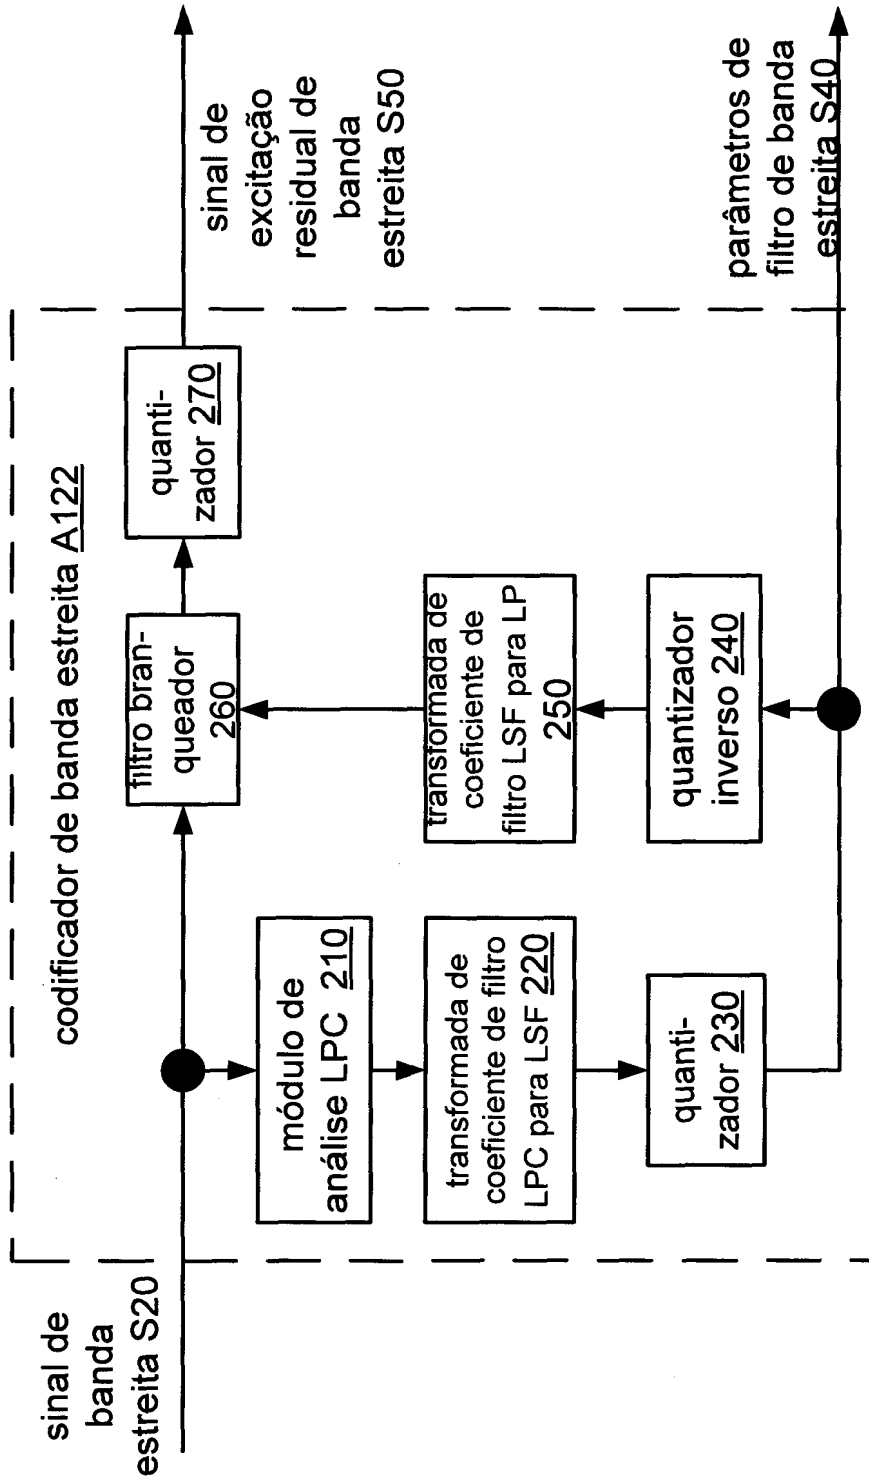 codificador de banda estreita A122
sinal de
banda
estreita S20
filtro bran-
queador
260
quanti-
zador 270
sinal de
excitação
residual de
banda
estreita S50
módulo de
análise LPC 210
transformada de
coeficiente de filtro
LPC para LSF 220
transformada de
coeficiente de
filtro LSF para LP
250
quanti-
zador 230
quantizador
inverso 240
parâmetros de
filtro de banda
estreita S40